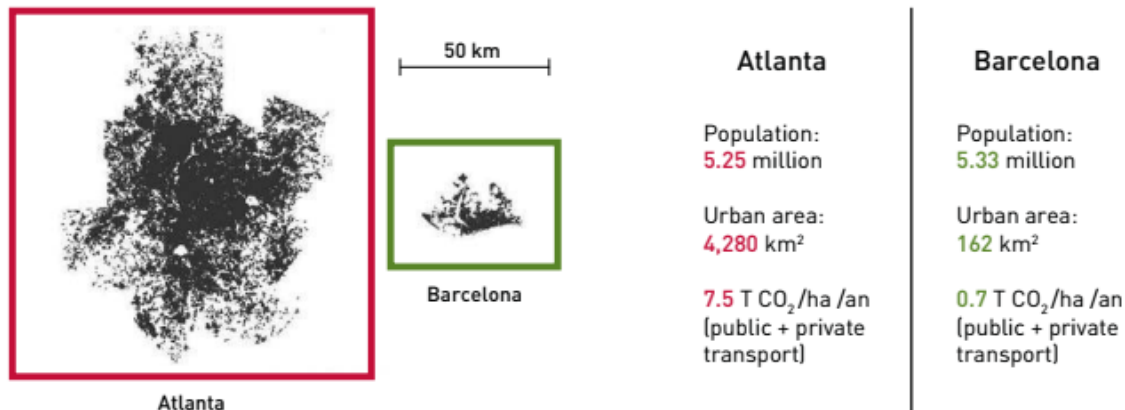 50 km
Atlanta
Barcelona
Atlanta
Population:
5.25 million
Urban area:
4,280 km²
7.5 T CO₂/ha /an
(public + private
transport)
Barcelona
Population:
5.33 million
Urban area:
162 km²
0.7 T CO₂/ha /an
(public + private
transport)